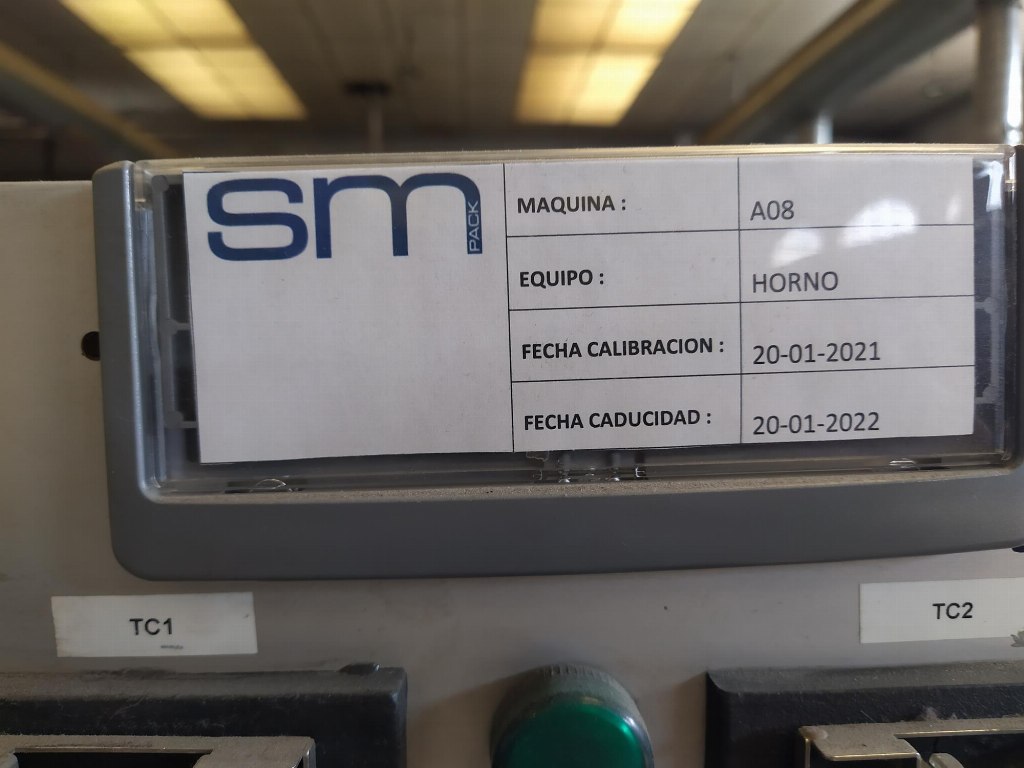 sm PACK
MAQUINA : A08
EQUIPO : HORNO
FECHA CALIBRACION : 20-01-2021
FECHA CADUCIDAD : 20-01-2022
TC1
TC2